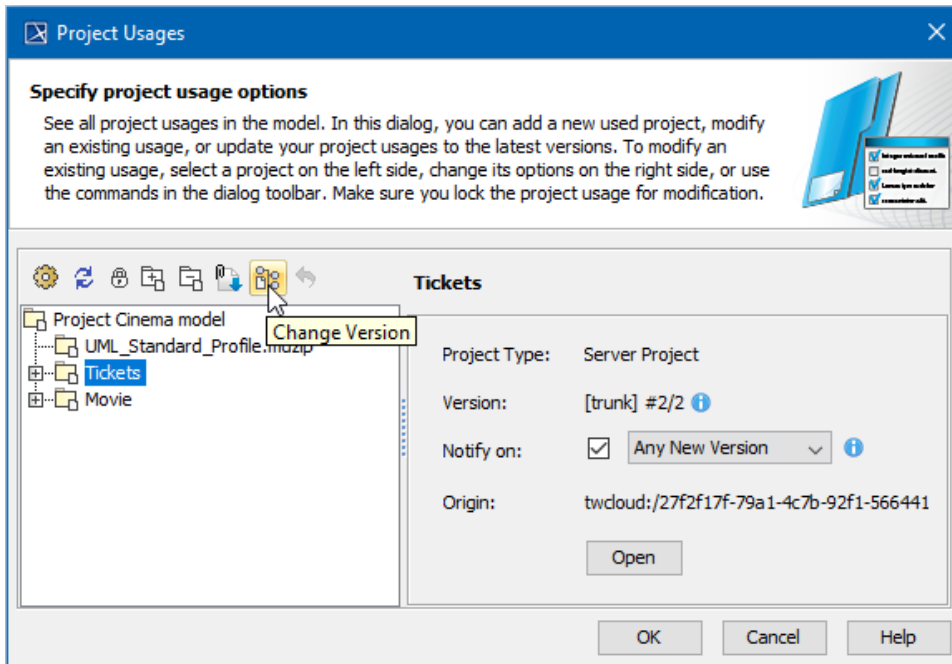 Project Usages
Specify project usage options
See all project usages in the model. In this dialog, you can add a new used project, modify
an existing usage, or update your project usages to the latest versions. To modify an
existing usage, select a project on the left side, change its options on the right side, or use
the commands in the dialog toolbar. Make sure you lock the project usage for modification.
Tickets
Project Cinema model
Change Version
UML_Standard_Profile.mdzip
Tickets
Movie
Project Type: Server Project
Version: [trunk] #2/2
Notify on: Any New Version
Origin: twcloud:/27f2f17f-79a1-4c7b-92f1-566441
Open
OK Cancel Help